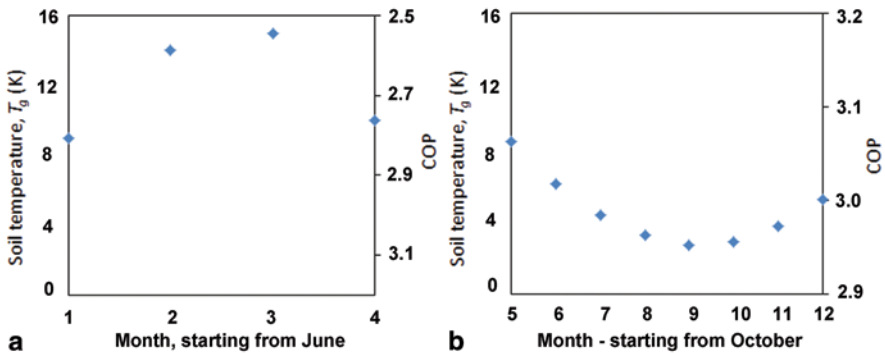 16
12
8
4
0
Soil temperature, Tg (K)
2.5
2.7
2.9
3.1
COP
1 2 3 4
a Month, starting from June
16
12
8
4
0
Soil temperature, Tg (K)
3.2
3.1
3.0
2.9
COP
5 6 7 8 9 10 11 12
b Month - starting from October